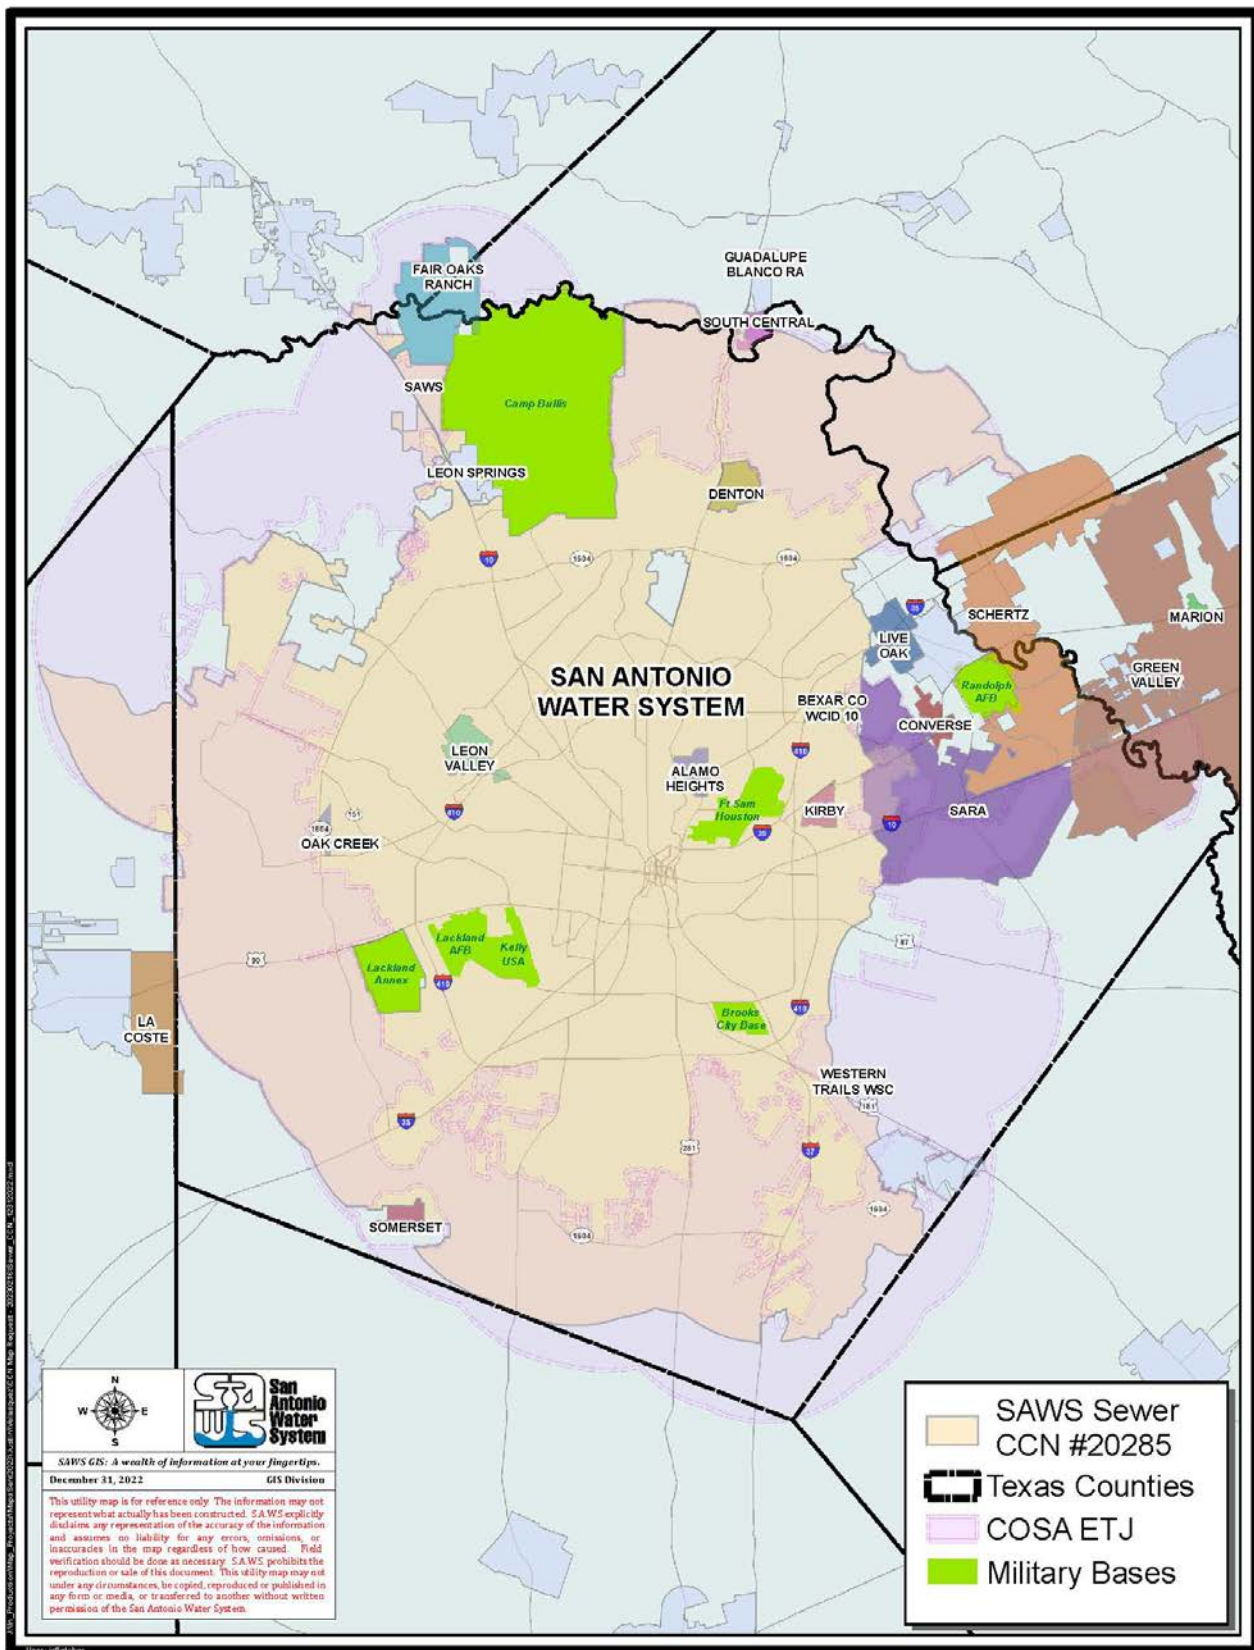 GUADALUPE
BLANCO RA
FAIR OAKS
RANCH
SOUTH CENTRAL
SAWS
Camp Bullis
LEON SPRINGS
DENTON
10
1604
1604
35
SCHERTZ
MARION
LIVE
OAK
GREEN
VALLEY
Randolph
AFB
SAN ANTONIO
WATER SYSTEM
BEXAR CO
WCID 10
CONVERSE
LEON
VALLEY
410
ALAMO
HEIGHTS
Ft Sam
Houston
KIRBY
SARA
410
151
1604
OAK CREEK
35
10
Lackland
AFB
Kelly
USA
87
90
Lackland
Annex
410
Brooks
City Base
410
LA
COSTE
WESTERN
TRAILS WSC
181
35
281
37
SOMERSET
1604
1604
N
W
E
S
San
Antonio
Water
System
SAWS GIS: A wealth of information at your fingertips.
December 31, 2022
GIS Division
This utility map is for reference only. The information may not
represent what actually has been constructed. S.A.W.S explicitly
disclaims any representation of the accuracy of the information
and assumes no liability for any errors, omissions, or
inaccuracies in the map regardless of how caused. Field
verification should be done as necessary. S.A.W.S. prohibits the
reproduction or sale of this document. This utility map may not
under any circumstances, be copied, reproduced or published in
any form or media, or transferred to another without written
permission of the San Antonio Water System.
SAWS Sewer
CCN #20285
Texas Counties
COSA ETJ
Military Bases